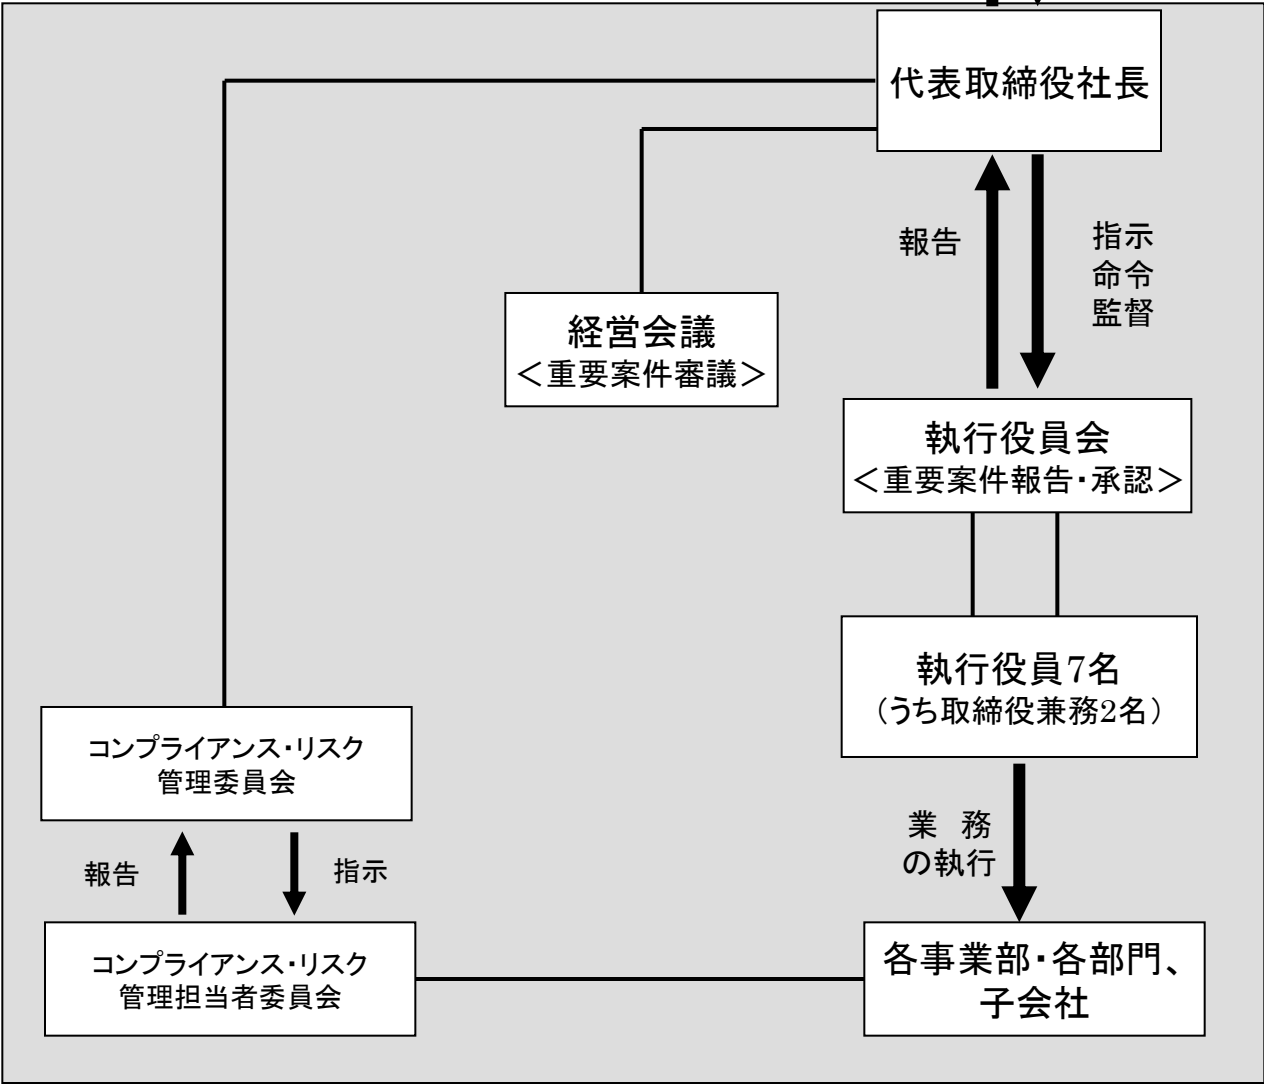 代表取締役社長
報告
指示
命令
監督
経営会議
＜重要案件審議＞
執行役員会
＜重要案件報告・承認＞
執行役員7名
（うち取締役兼務2名）
コンプライアンス・リスク
管理委員会
業　務
の執行
報告
指示
コンプライアンス・リスク
管理担当者委員会
各事業部・各部門、
子会社